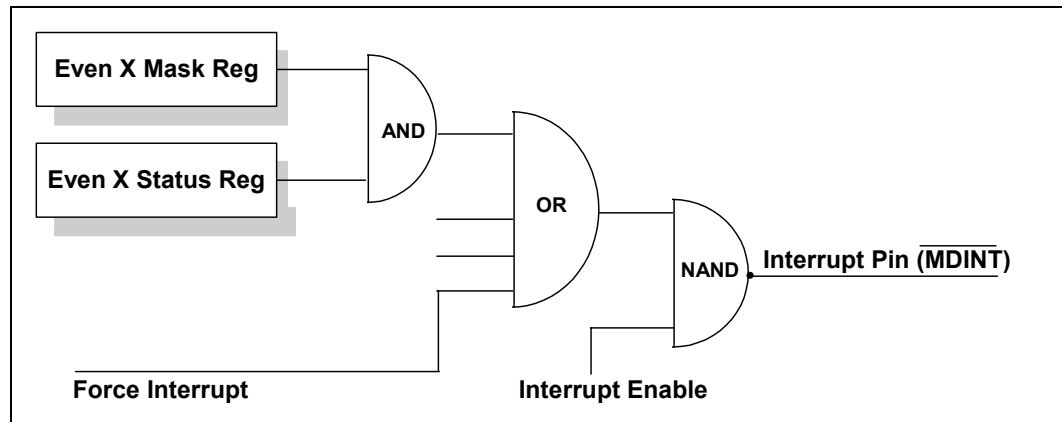 Even X Mask Reg
AND
Even X Status Reg
OR
NAND
Interrupt Pin (MDINT)
Force Interrupt
Interrupt Enable